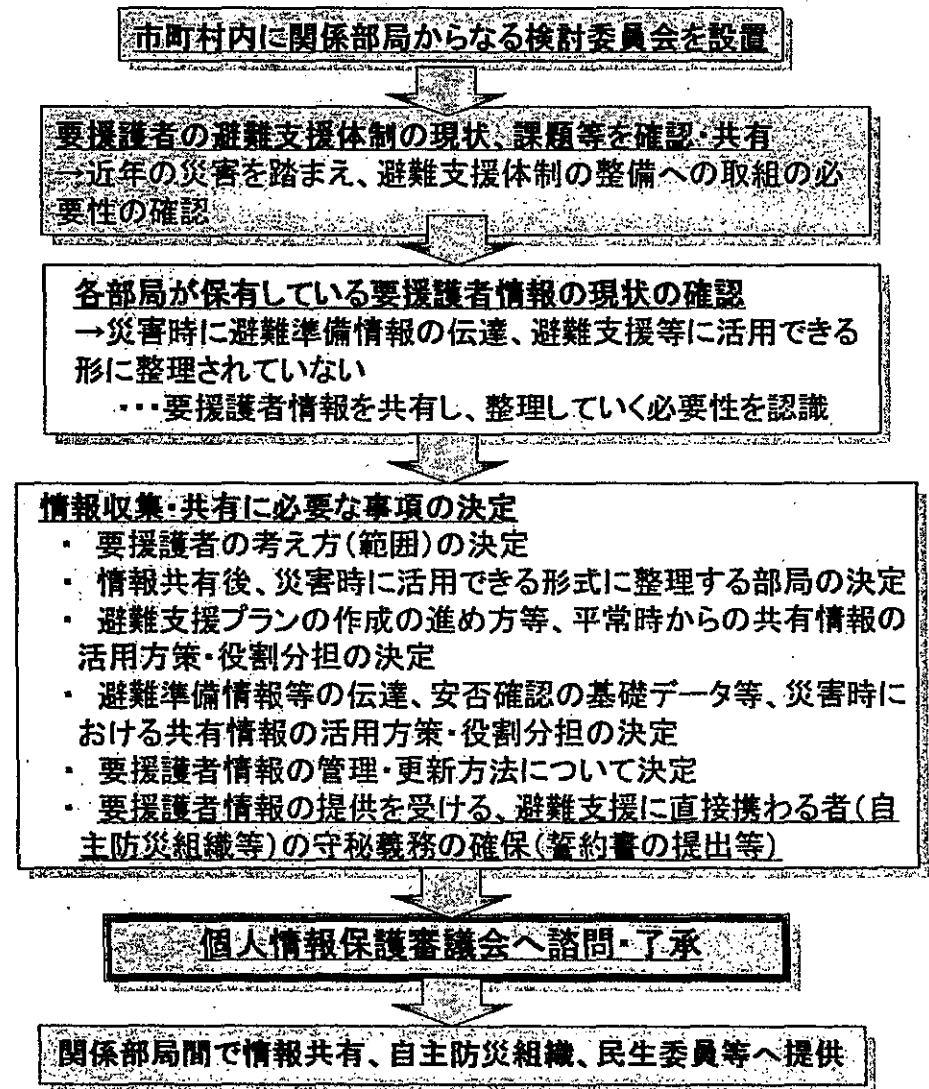 市町村内に関係部局からなる検討委員会を設置
要援護者の避難支援体制の現状、課題等を確認・共有
→近年の災害を踏まえ、避難支援体制の整備への取組の必
要性の確認
各部局が保有している要援護者情報の現状の確認
→災害時に避難準備情報の伝達、避難支援等に活用できる
形に整理されていない
・・・要援護者情報を共有し、整理していく必要性を認識
情報収集・共有に必要な事項の決定
・ 要援護者の考え方(範囲)の決定
・ 情報共有後、災害時に活用できる形式に整理する部局の決定
・ 避難支援プランの作成の進め方等、平常時からの共有情報の
活用方策・役割分担の決定
・ 避難準備情報等の伝達、安否確認の基礎データ等、災害時に
おける共有情報の活用方策・役割分担の決定
・ 要援護者情報の管理・更新方法について決定
・ 要援護者情報の提供を受ける、避難支援に直接携わる者(自
主防災組織等)の守秘義務の確保(誓約書の提出等)
個人情報保護審議会へ諮問・了承
関係部局間で情報共有、自主防災組織、民生委員等へ提供